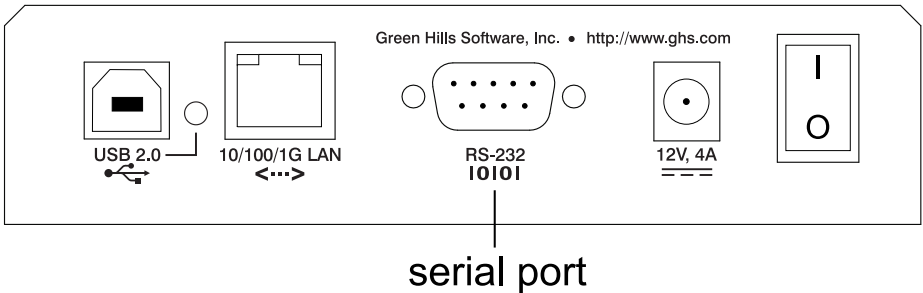 Green Hills Software, Inc. • http://www.ghs.com
USB 2.0
10/100/1G LAN
<···>
RS-232
IOIOI
12V, 4A
I
O
serial port